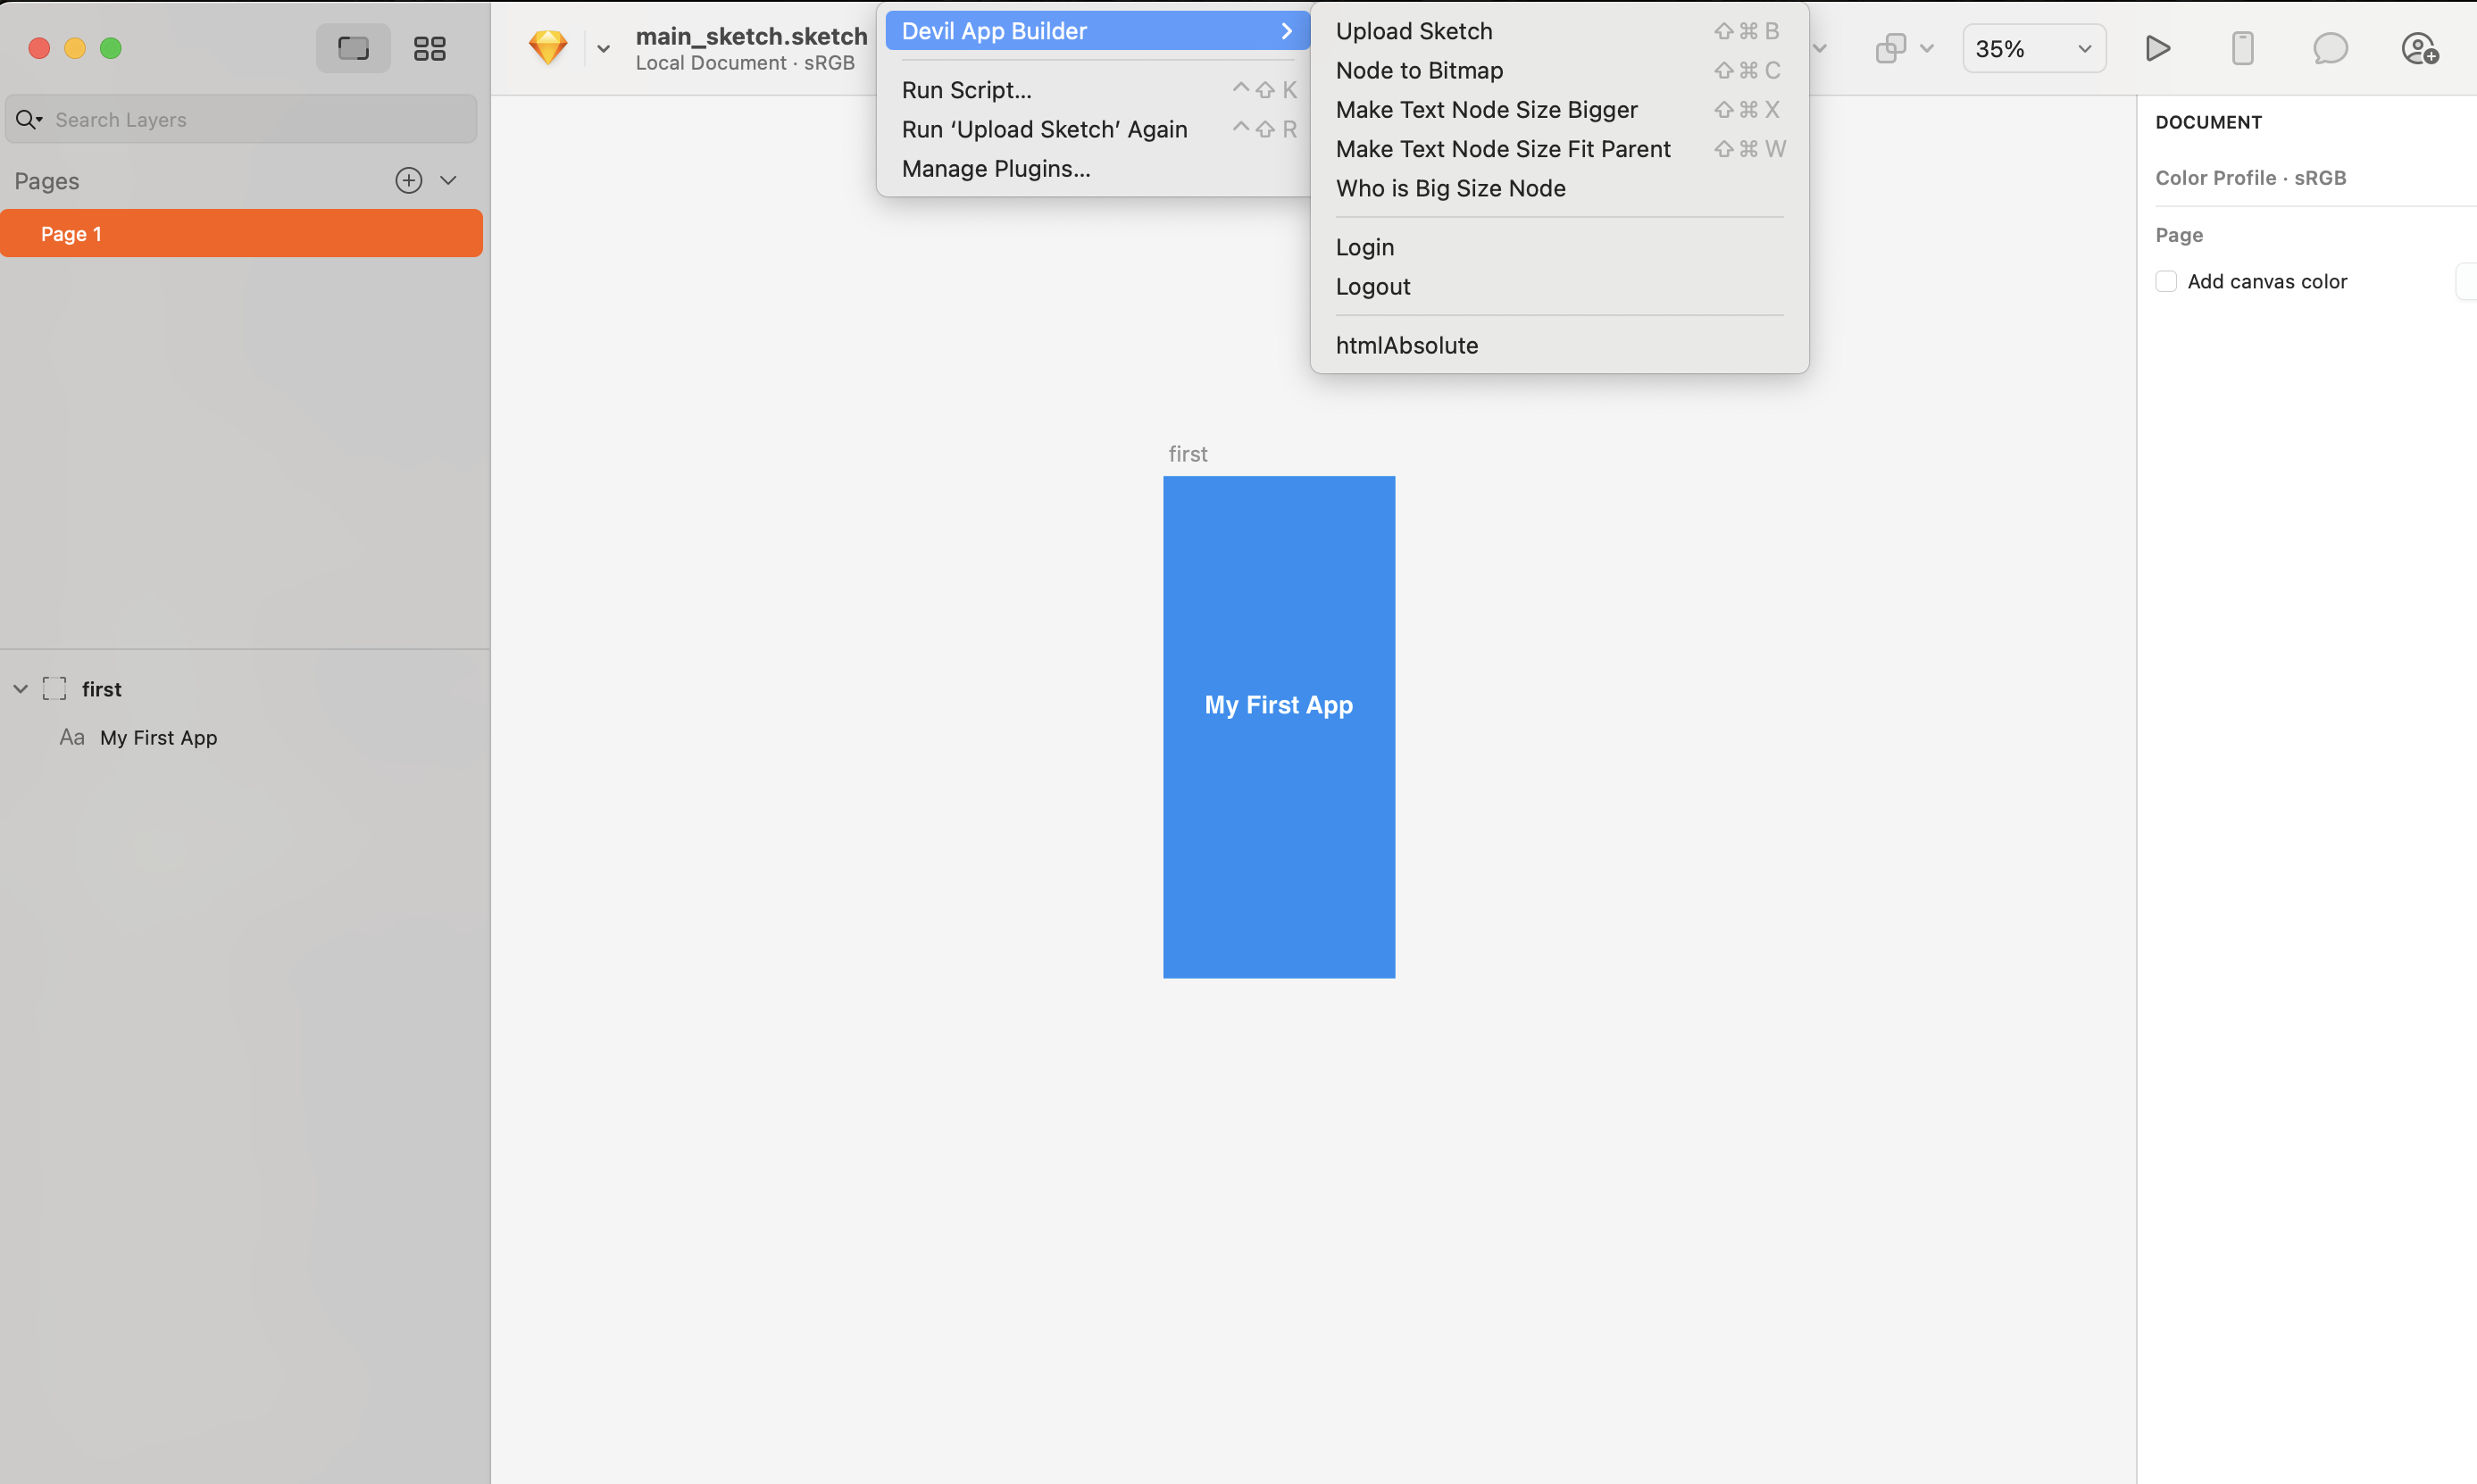 main_sketch.sketch
Local Document · sRGB
Search Layers
Pages
Page 1
first
Aa My First App
Devil App Builder
Run Script... ⌃⇧K
Run ‘Upload Sketch’ Again ⌃⇧R
Manage Plugins...
Upload Sketch ⇧⌘B
Node to Bitmap ⇧⌘C
Make Text Node Size Bigger ⇧⌘X
Make Text Node Size Fit Parent ⇧⌘W
Who is Big Size Node
Login
Logout
htmlAbsolute
35%
first
My First App
DOCUMENT
Color Profile · sRGB
Page
Add canvas color